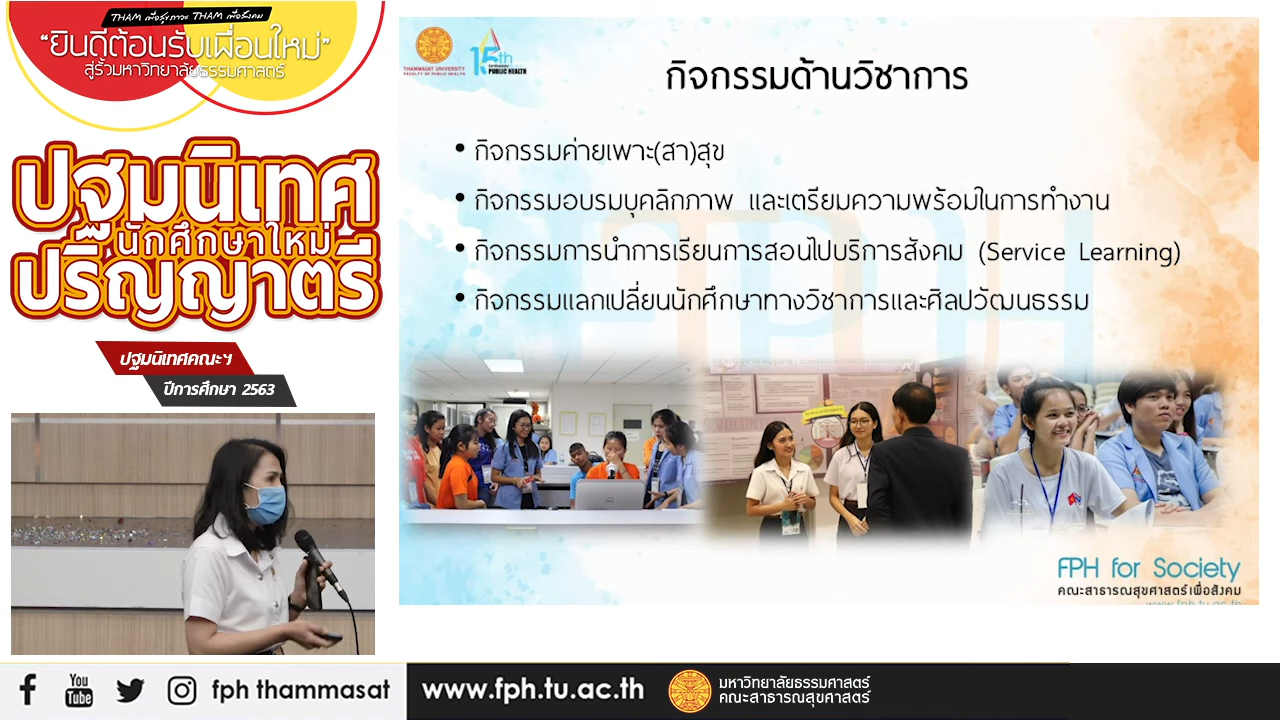 THAM เพื่อสุขภาวะ THAM เพื่อสังคม
“ยินดีต้อนรับเพื่อนใหม่”
สู่รั้วมหาวิทยาลัยธรรมศาสตร์
ปฐมนิเทศ
นักศึกษาใหม่
ปริญญาตรี
ปฐมนิเทศคณะฯ
ปีการศึกษา 2563
THAMMASAT UNIVERSITY
FACULTY OF PUBLIC HEALTH
15th
PUBLIC HEALTH
กิจกรรมด้านวิชาการ
• กิจกรรมค่ายเพาะ(สา)สุข
• กิจกรรมอบรมบุคลิกภาพ และเตรียมความพร้อมในการทำงาน
• กิจกรรมการนำการเรียนการสอนไปบริการสังคม (Service Learning)
• กิจกรรมแลกเปลี่ยนนักศึกษาทางวิชาการและศิลปวัฒนธรรม
FPH for Society
คณะสาธารณสุขศาสตร์เพื่อสังคม
www.fph.tu.ac.th
You Tube
fph thammasat
www.fph.tu.ac.th
มหาวิทยาลัยธรรมศาสตร์
คณะสาธารณสุขศาสตร์